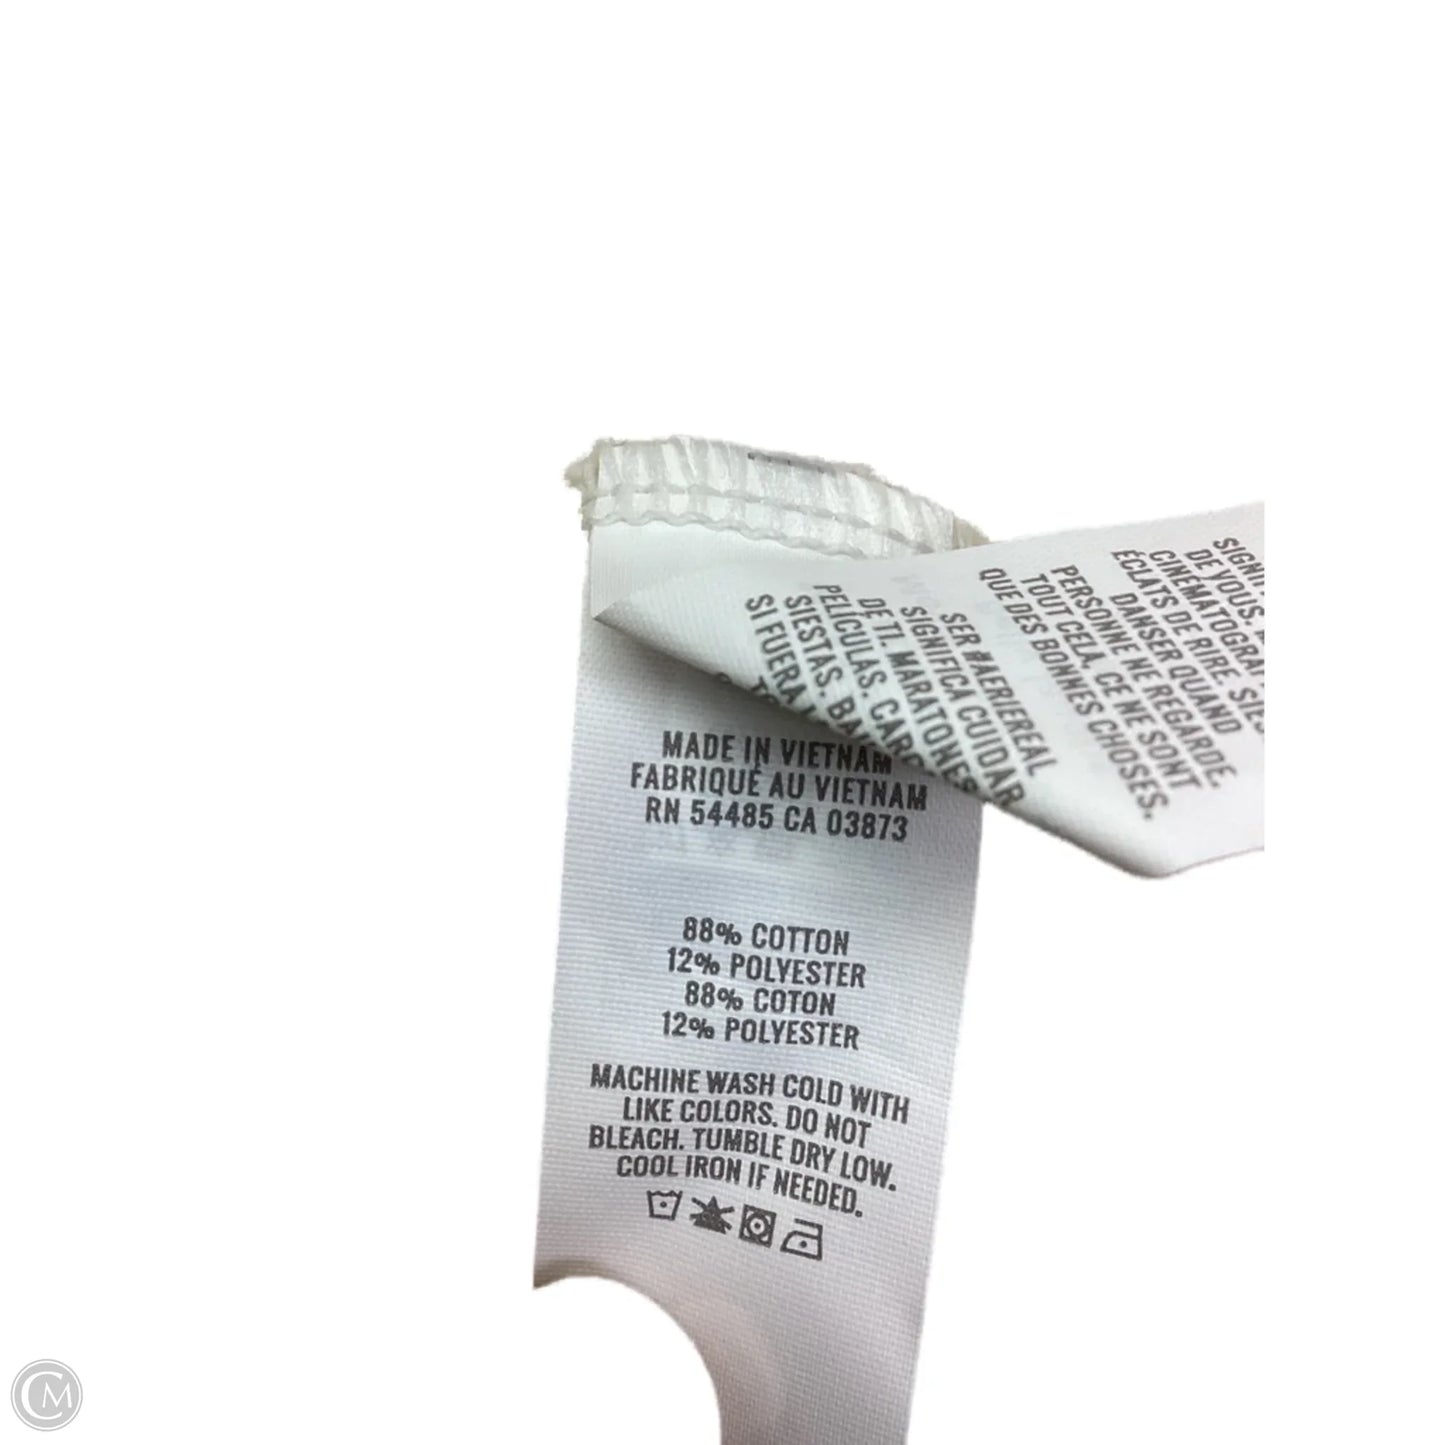 MADE IN VIETNAM
FABRIQUÉ AU VIETNAM
RN 54485 CA 03873
88% COTTON
12% POLYESTER
88% COTON
12% POLYESTER
MACHINE WASH COLD WITH
LIKE COLORS. DO NOT
BLEACH. TUMBLE DRY LOW.
COOL IRON IF NEEDED.
SER #AERIEREAL
SIGNIFICA CUIDAR
DE TI. MARATONES
PELÍCULAS.
SIESTAS.
SI FUERA
DE VOUS.
ÉCLATS DE RIRE.
DANSER QUAND
PERSONNE NE REGARDE.
TOUT CELA, CE NE SONT
QUE DES BONNES CHOSES.
CM